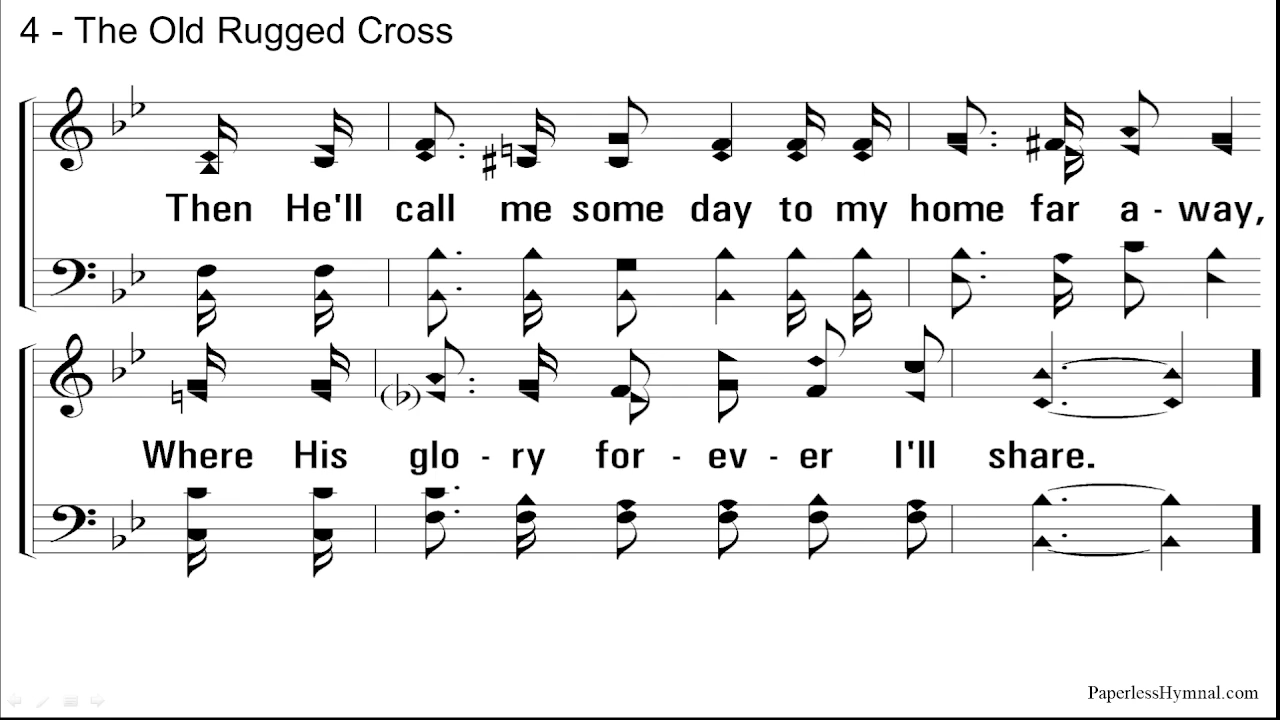 4 - The Old Rugged Cross
Then He'll call me some day to my home far a - way,
Where His glo - ry for - ev - er I'll share.
PaperlessHymnal.com